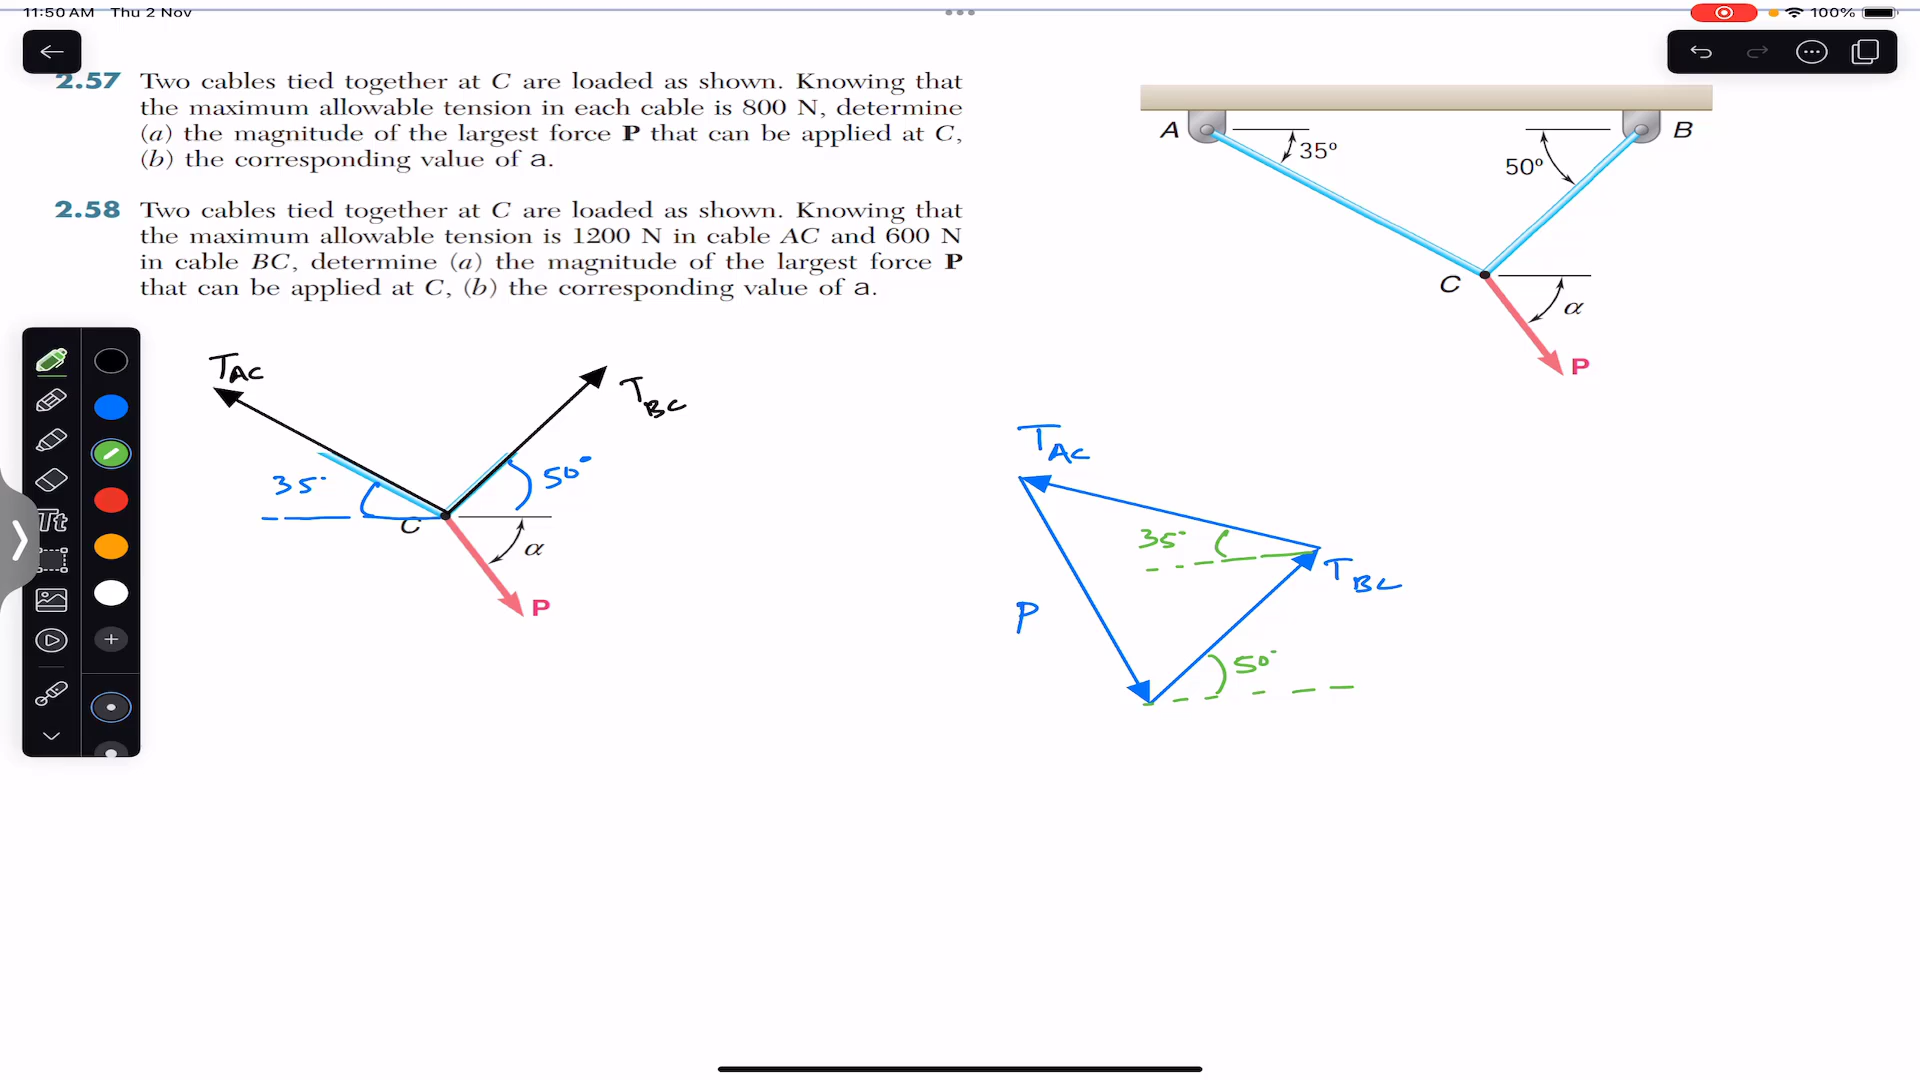 11:50 AM Thu 2 Nov
100%
2.57 Two cables tied together at C are loaded as shown. Knowing that
the maximum allowable tension in each cable is 800 N, determine
(a) the magnitude of the largest force P that can be applied at C,
(b) the corresponding value of a.
2.58 Two cables tied together at C are loaded as shown. Knowing that
the maximum allowable tension is 1200 N in cable AC and 600 N
in cable BC, determine (a) the magnitude of the largest force P
that can be applied at C, (b) the corresponding value of a.
A
35°
50°
B
C
α
P
Tt
TAC
TBC
35°
50°
C
α
P
TAC
35°
TBC
P
50°